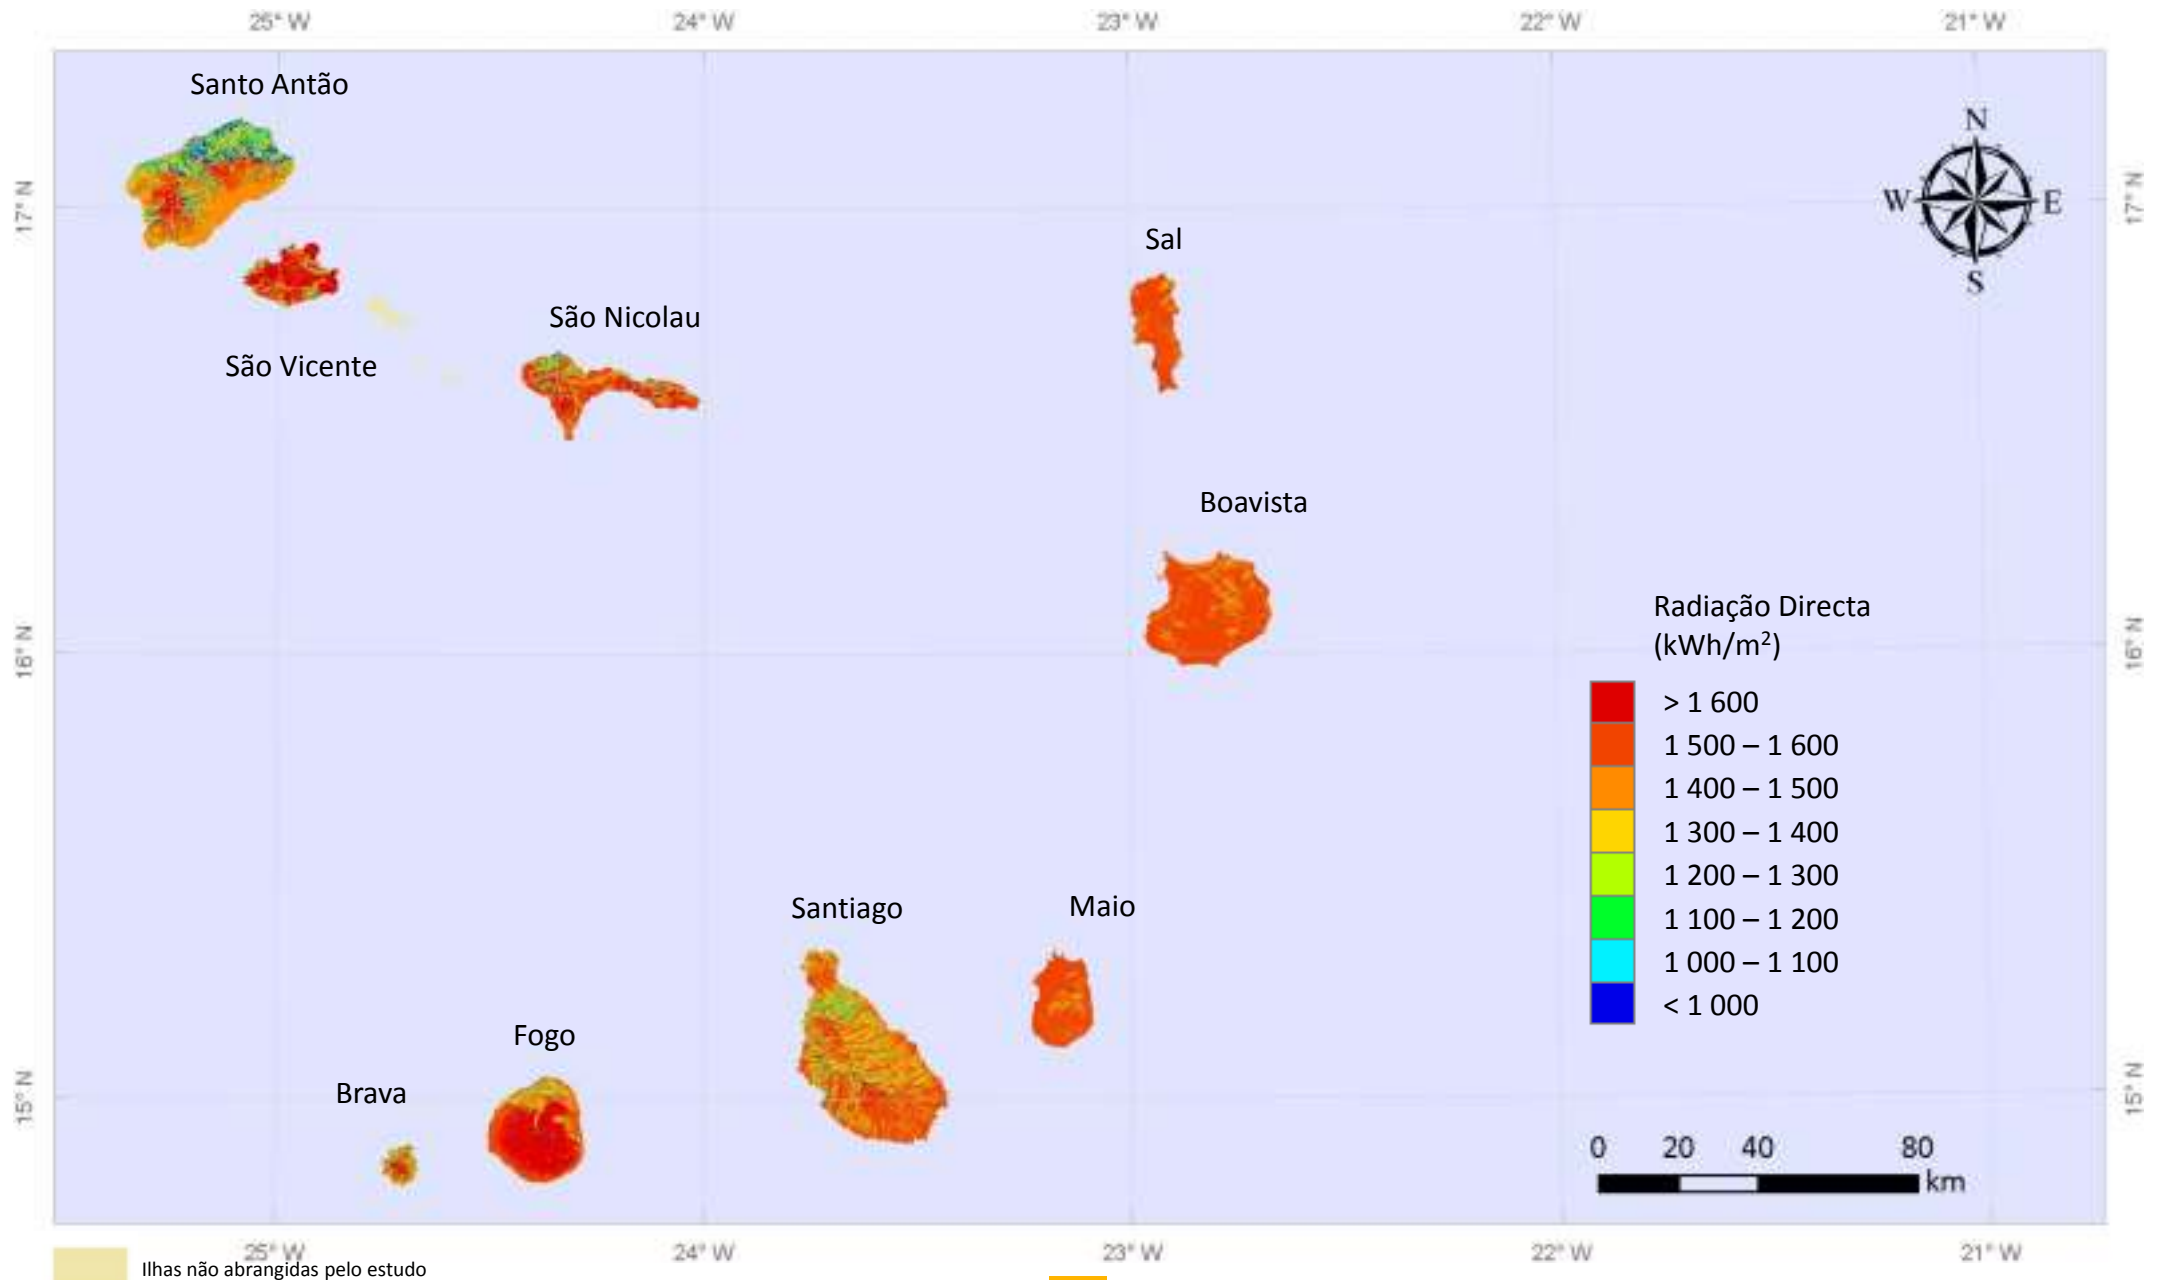 25° W 24° W 23° W 22° W 21° W
Santo Antão
N
W E
S
17° N 17° N
Sal
São Nicolau
São Vicente
Boavista
Radiação Directa
(kWh/m²)
16° N 16° N
> 1 600
1 500 – 1 600
1 400 – 1 500
1 300 – 1 400
1 200 – 1 300
1 100 – 1 200
1 000 – 1 100
< 1 000
Santiago
Maio
Fogo
Brava
15° N 15° N
0 20 40 80
km
25° W 24° W 23° W 22° W 21° W
Ilhas não abrangidas pelo estudo